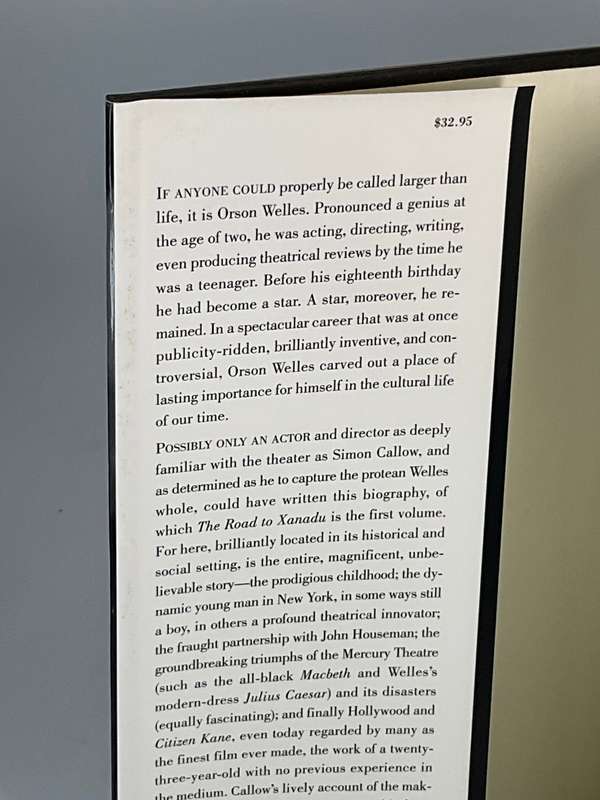 $32.95
IF ANYONE COULD properly be called larger than
life, it is Orson Welles. Pronounced a genius at
the age of two, he was acting, directing, writing,
even producing theatrical reviews by the time he
was a teenager. Before his eighteenth birthday
he had become a star. A star, moreover, he re-
mained. In a spectacular career that was at once
publicity-ridden, brilliantly inventive, and con-
troversial, Orson Welles carved out a place of
lasting importance for himself in the cultural life
of our time.
POSSIBLY ONLY AN ACTOR and director as deeply
familiar with the theater as Simon Callow, and
as determined as he to capture the protean Welles
whole, could have written this biography, of
which The Road to Xanadu is the first volume.
For here, brilliantly located in its historical and
social setting, is the entire, magnificent, unbe-
lievable story—the prodigious childhood; the dy-
namic young man in New York, in some ways still
a boy, in others a profound theatrical innovator;
the fraught partnership with John Houseman; the
groundbreaking triumphs of the Mercury Theatre
(such as the all-black Macbeth and Welles's
modern-dress Julius Caesar) and its disasters
(equally fascinating); and finally Hollywood and
Citizen Kane, even today regarded by many as
the finest film ever made, the work of a twenty-
three-year-old with no previous experience in
the medium. Callow's lively account of the mak-